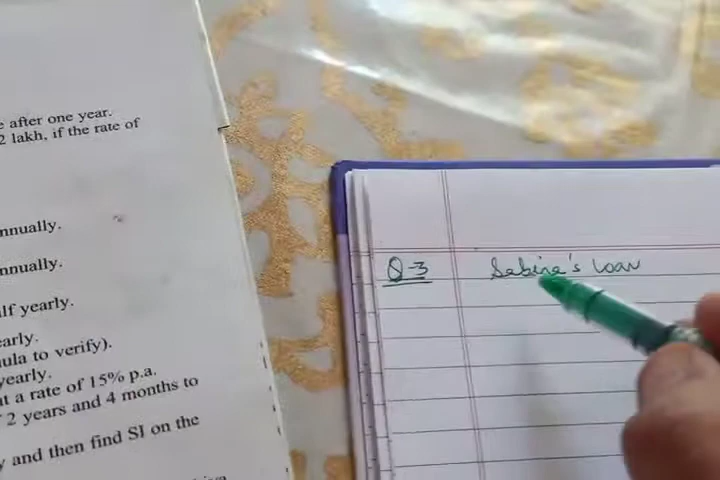 e after one year.
2 lakh, if the rate of
nnually.
nnually.
lf yearly.
early.
ula to verify).
yearly.
at a rate of 15% p.a.
2 years and 4 months to
y and then find SI on the
Q-3 Sabina's Loan